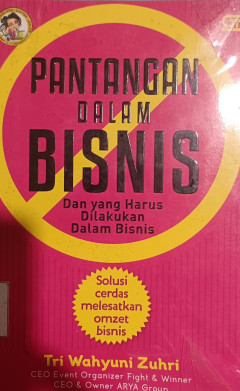 PANTANGAN
DALAM
BISNIS
Dan yang Harus
Dilakukan
Dalam Bisnis
Solusi
cerdas
melesatkan
omzet
bisnis
Tri Wahyuni Zuhri
CEO Event Organizer Fight & Winner
CEO & Owner ARYA Group